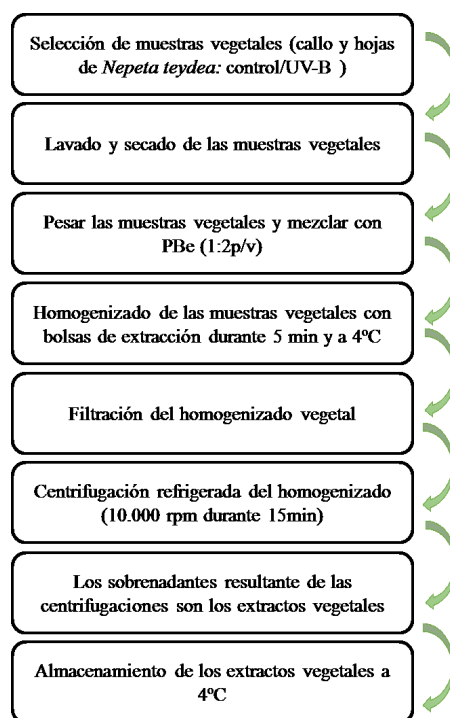 Selección de muestras vegetales (callo y hojas
de Nepeta teydea: control/UV-B )
Lavado y secado de las muestras vegetales
Pesar las muestras vegetales y mezclar con
PBe (1:2p/v)
Homogenizado de las muestras vegetales con
bolsas de extracción durante 5 min y a 4ºC
Filtración del homogenizado vegetal
Centrifugación refrigerada del homogenizado
(10.000 rpm durante 15min)
Los sobrenadantes resultante de las
centrifugaciones son los extractos vegetales
Almacenamiento de los extractos vegetales a
4ºC